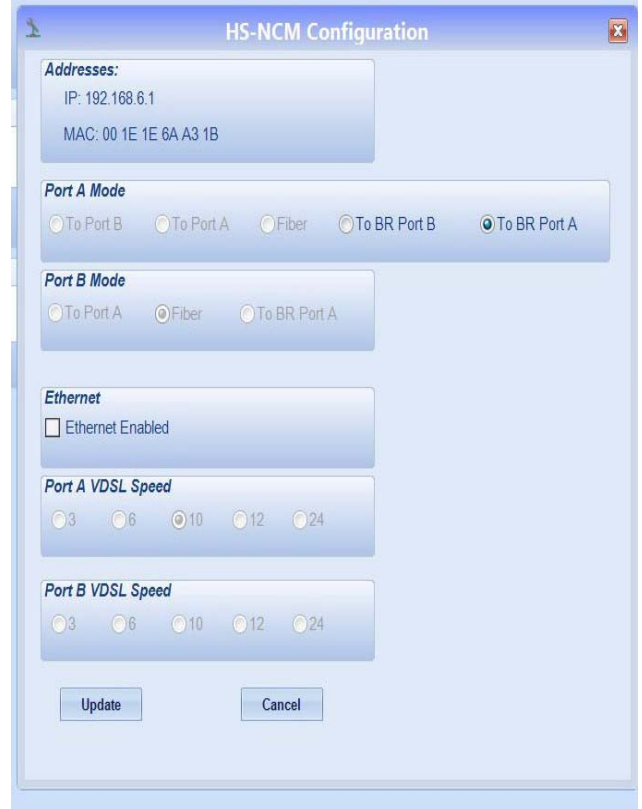 HS-NCM Configuration
Addresses:
IP: 192.168.6.1
MAC: 00 1E 1E 6A A3 1B
Port A Mode
To Port B To Port A Fiber To BR Port B To BR Port A
Port B Mode
To Port A Fiber To BR Port A
Ethernet
Ethernet Enabled
Port A VDSL Speed
3 6 10 12 24
Port B VDSL Speed
3 6 10 12 24
Update Cancel